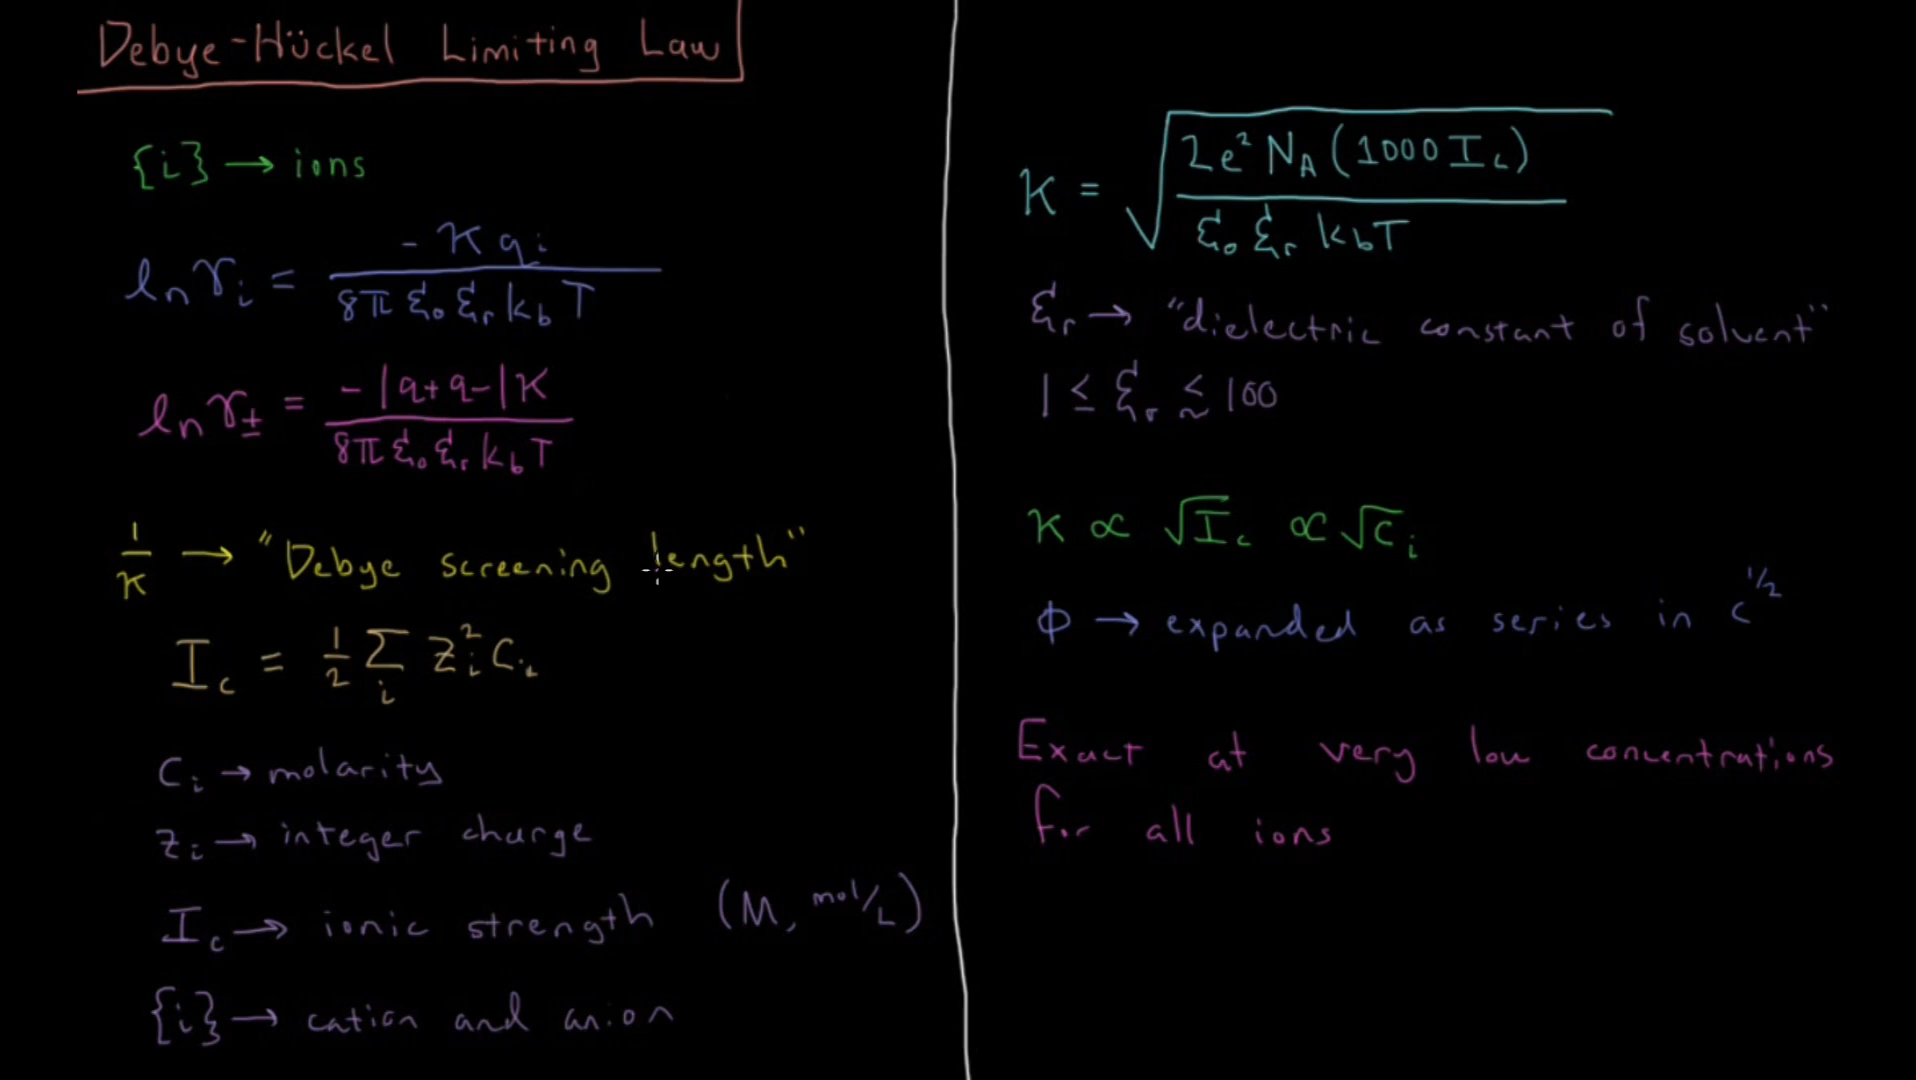 Debye-Hückel Limiting Law
{i} → ions
ln γi = -κ qi / 8π ε0 εr kb T
ln γ± = -|q+ q-| κ / 8π ε0 εr kb T
1/κ → "Debye screening length"
Ic = 1/2 Σi zi² ci
ci → molarity
zi → integer charge
Ic → ionic strength (M, mol/L)
{i} → cation and anion
κ = √(2e² NA (1000 Ic) / ε0 εr kb T)
εr → "dielectric constant of solvent"
1 ≤ εr ≲ 100
κ ∝ √Ic ∝ √ci
Φ → expanded as series in c^1/2
Exact at very low concentrations
for all ions